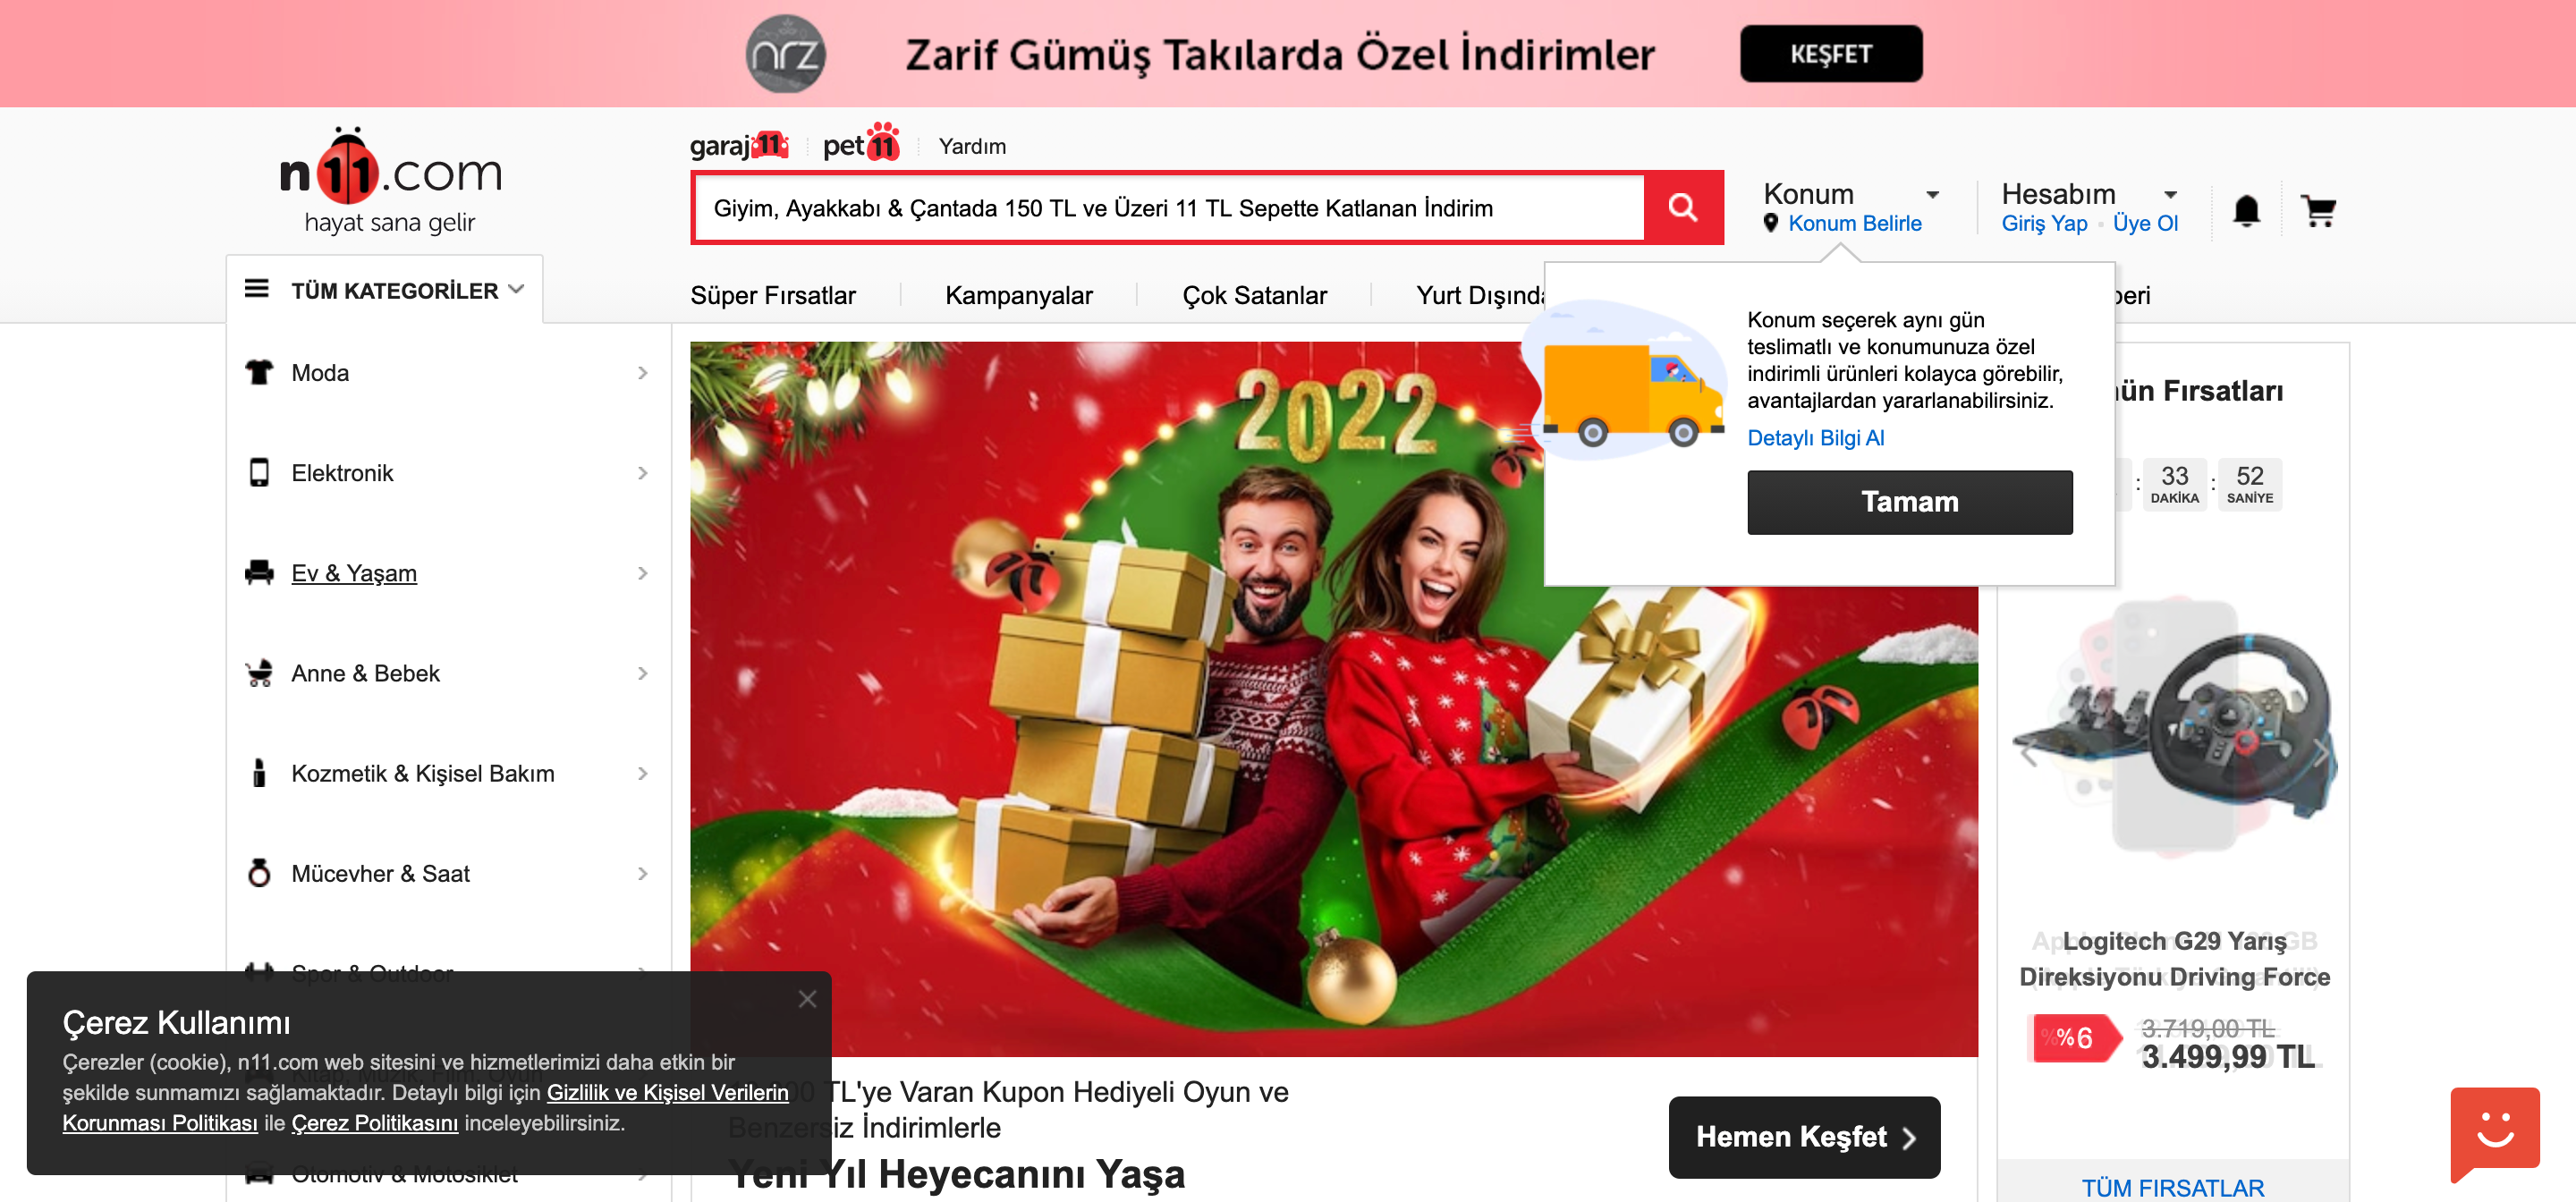 nrz
Zarif Gümüş Takılarda Özel İndirimler
KEŞFET
n11.com
hayat sana gelir
garaj11
pet11
Yardım
Giyim, Ayakkabı & Çantada 150 TL ve Üzeri 11 TL Sepette Katlanan İndirim
Konum
Konum Belirle
Hesabım
Giriş Yap
Üye Ol
TÜM KATEGORİLER
Süper Fırsatlar
Kampanyalar
Çok Satanlar
Yurt Dışında
beri
Moda
Elektronik
Ev & Yaşam
Anne & Bebek
Kozmetik & Kişisel Bakım
Mücevher & Saat
Spor & Outdoor
Kitap, Müzik, Film, Oyun
Otomotiv & Motosiklet
2022
Konum seçerek aynı gün
teslimatlı ve konumunuza özel
indirimli ürünleri kolayca görebilir,
avantajlardan yararlanabilirsiniz.
Detaylı Bilgi Al
Tamam
ün Fırsatları
: 33 : 52
DAKİKA SANİYE
Logitech G29 Yarış
Direksiyonu Driving Force
%6
3.719,00 TL
3.499,99 TL
TÜM FIRSATLAR
Çerez Kullanımı
Çerezler (cookie), n11.com web sitesini ve hizmetlerimizi daha etkin bir
şekilde sunmamızı sağlamaktadır. Detaylı bilgi için Gizlilik ve Kişisel Verilerin
Korunması Politikası ile Çerez Politikasını inceleyebilirsiniz.
TL'ye Varan Kupon Hediyeli Oyun ve
Benzersiz İndirimlerle
Yeni Yıl Heyecanını Yaşa
Hemen Keşfet